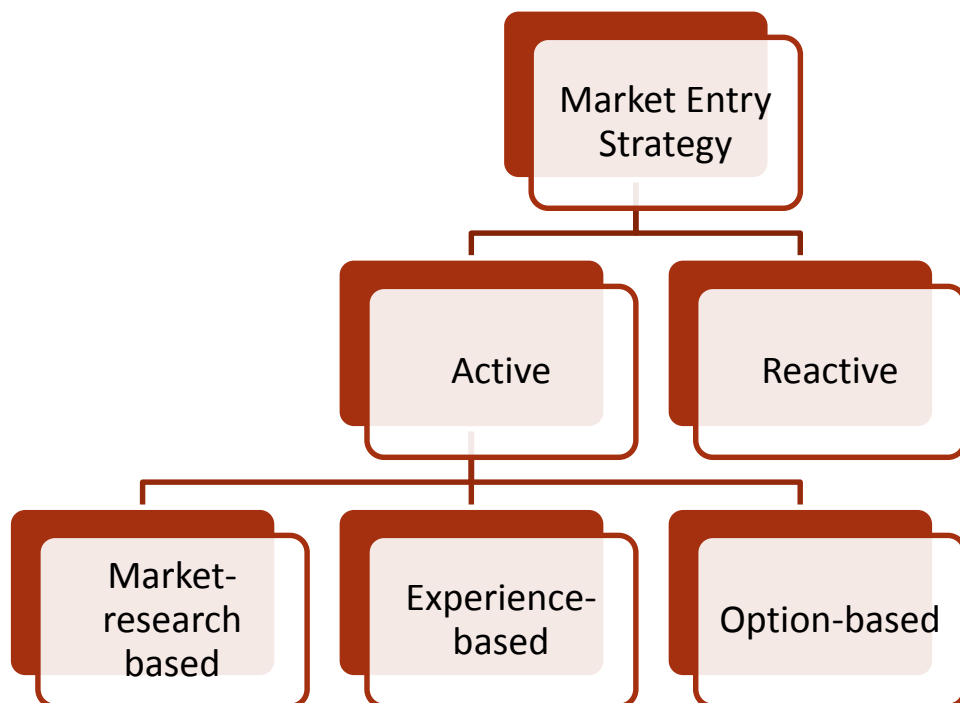 Market Entry
Strategy
Active
Reactive
Market-
research
based
Experience-
based
Option-based